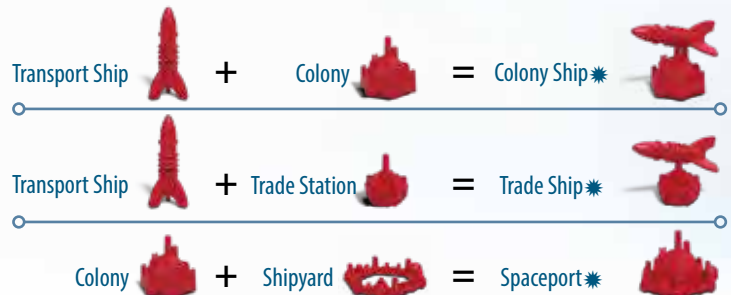 Transport Ship + Colony = Colony Ship✷
Transport Ship + Trade Station = Trade Ship✷
Colony + Shipyard = Spaceport✷